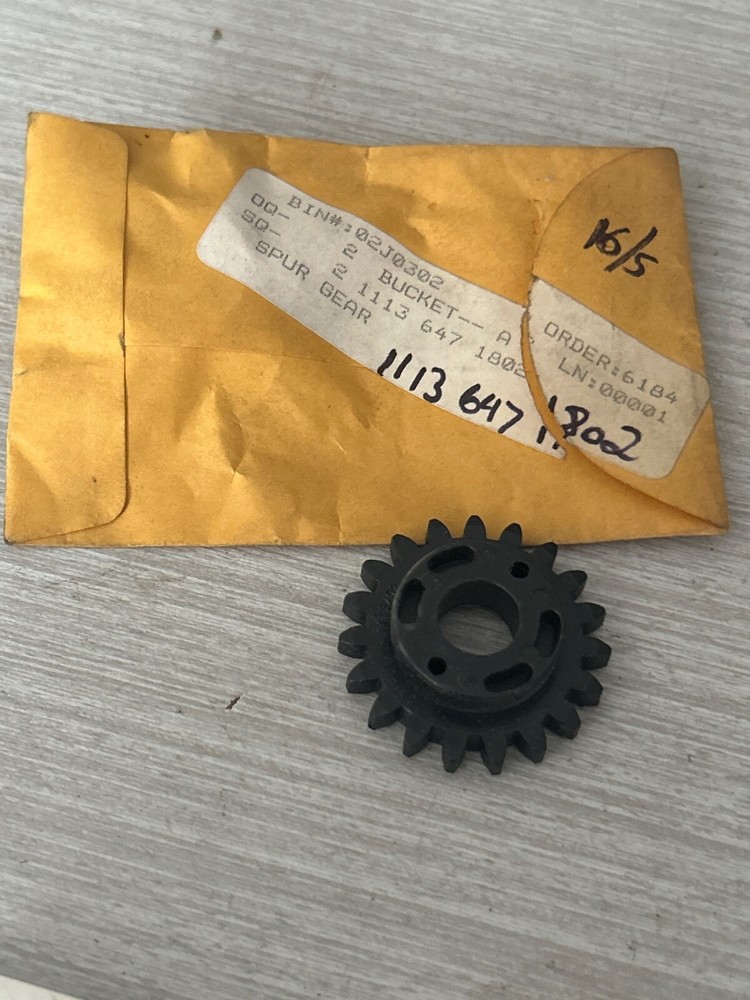 16/5
BIN#:02J0302
OQ- 2 BUCKET-- A
ORDER:6184
SQ- 2 1113 647 1802
LN:00001
SPUR GEAR
1113 647 1802